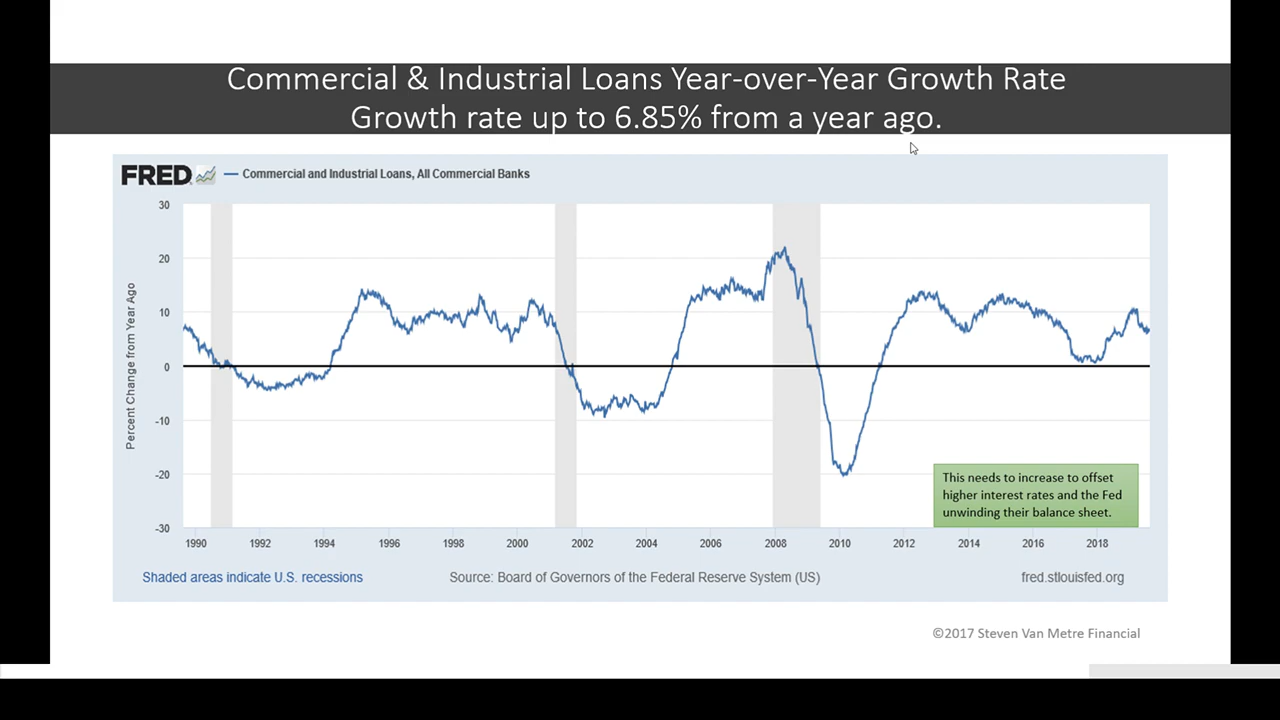 Commercial & Industrial Loans Year-over-Year Growth Rate
Growth rate up to 6.85% from a year ago.
FRED
Commercial and Industrial Loans, All Commercial Banks
Percent Change from Year Ago
30
20
10
0
-10
-20
-30
1990 1992 1994 1996 1998 2000 2002 2004 2006 2008 2010 2012 2014 2016 2018
This needs to increase to offset
higher interest rates and the Fed
unwinding their balance sheet.
Shaded areas indicate U.S. recessions
Source: Board of Governors of the Federal Reserve System (US)
fred.stlouisfed.org
©2017 Steven Van Metre Financial